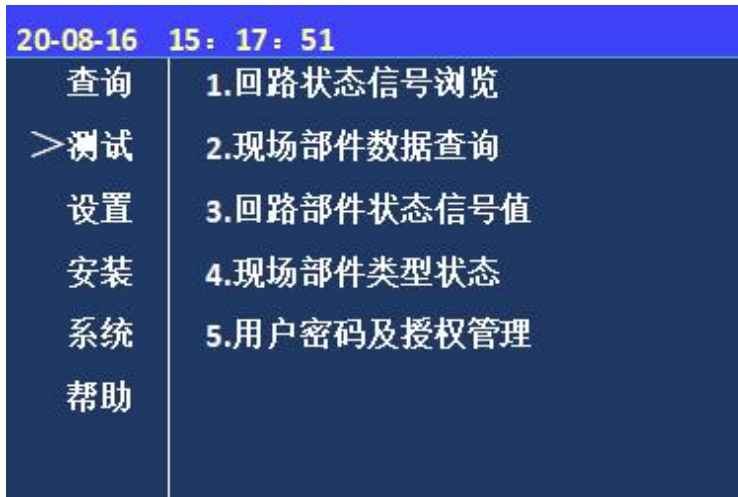 20-08-16 15：17：51
查询
＞测试
设置
安装
系统
帮助
1.回路状态信号浏览
2.现场部件数据查询
3.回路部件状态信号值
4.现场部件类型状态
5.用户密码及授权管理